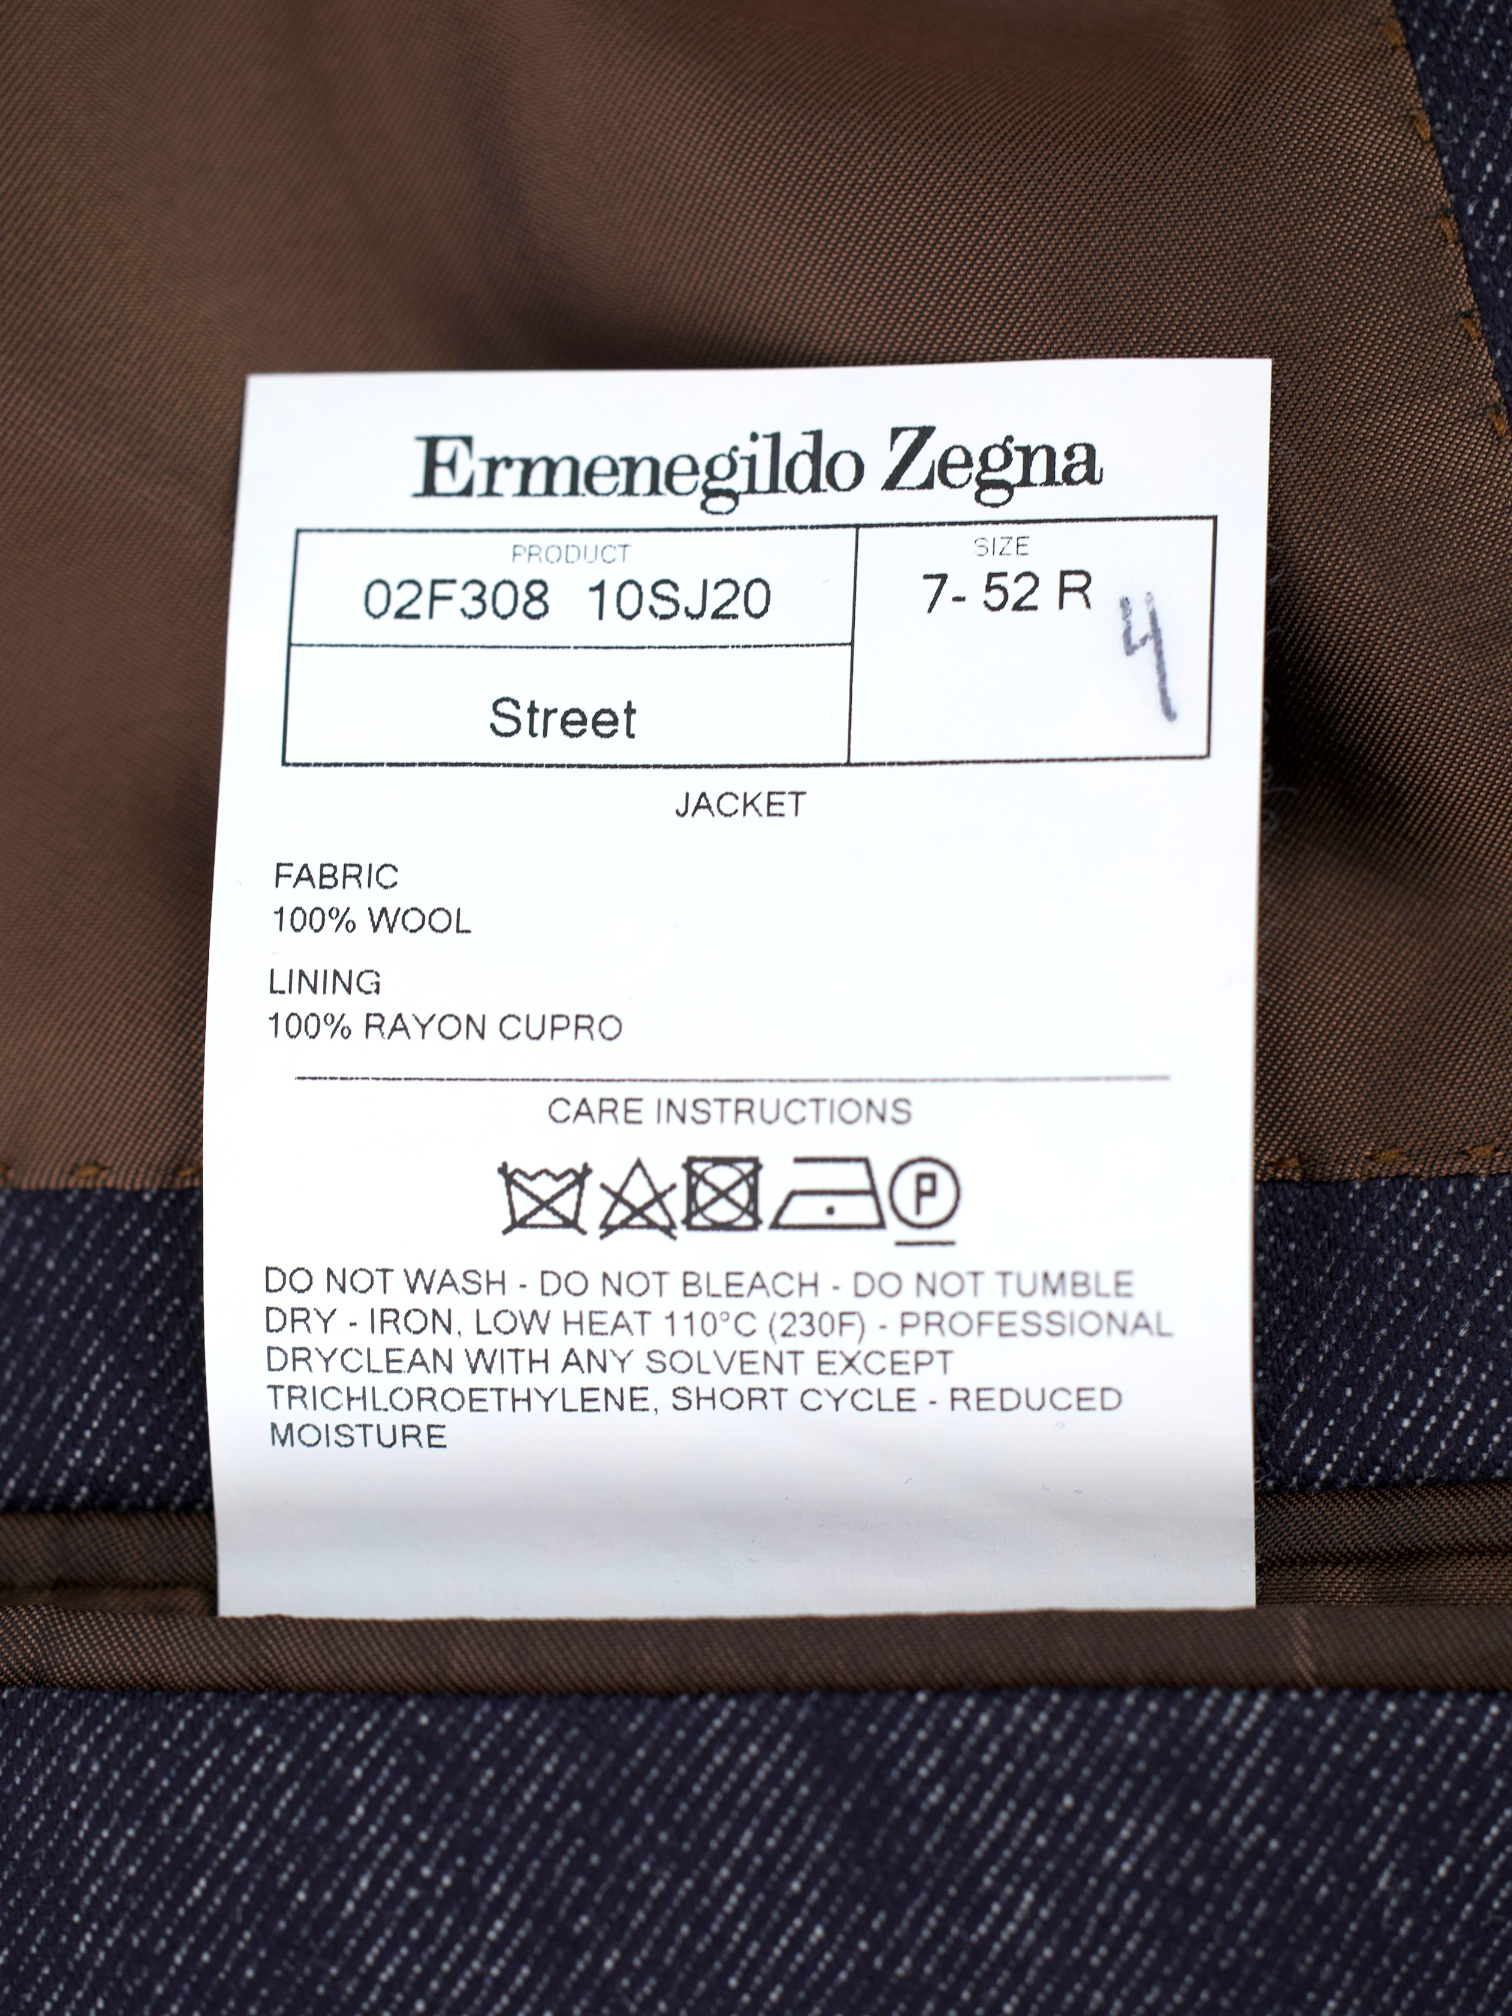 Ermenegildo Zegna
PRODUCT
02F308 10SJ20
SIZE
7- 52 R
4
Street
JACKET
FABRIC
100% WOOL
LINING
100% RAYON CUPRO
CARE INSTRUCTIONS
P
DO NOT WASH - DO NOT BLEACH - DO NOT TUMBLE
DRY - IRON, LOW HEAT 110°C (230F) - PROFESSIONAL
DRYCLEAN WITH ANY SOLVENT EXCEPT
TRICHLOROETHYLENE, SHORT CYCLE - REDUCED
MOISTURE